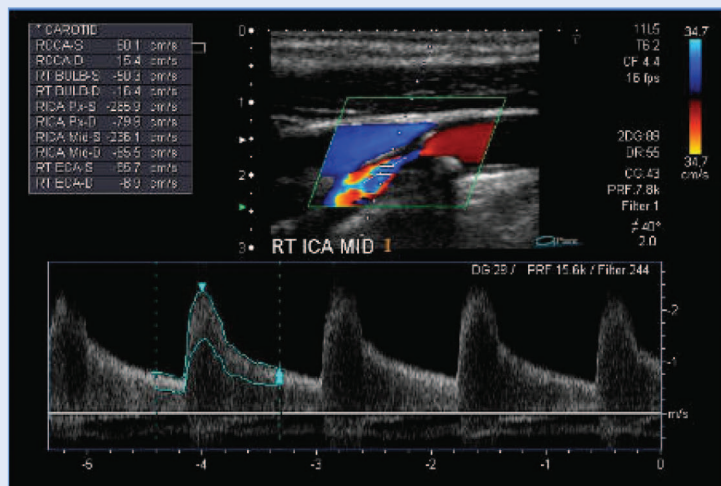 * CAROTID
RCCA-S 60.1 cm/s
RCCA-D 15.4 cm/s
RT BULB-S -50.3 cm/s
RT BULB-D -16.4 cm/s
RICA Px-S -285.9 cm/s
RICA Px-D -79.9 cm/s
RICA Mid-S -236.1 cm/s
RICA Mid-D -65.5 cm/s
RT ECA-S -86.7 cm/s
RT ECA-D -8.9 cm/s
0
1
2
3
RT ICA MID 1
11L5
T6.2
CF 4.4
16 fps
2DG:89
DR:55
CG:43
PRF:7.8k
Filter 1
≠ 40°
2.0
34.7
34.7
cm/s
DG:29 / PRF 15.6k / Filter 244
-2
-1
m/s
-5 -4 -3 -2 -1 0